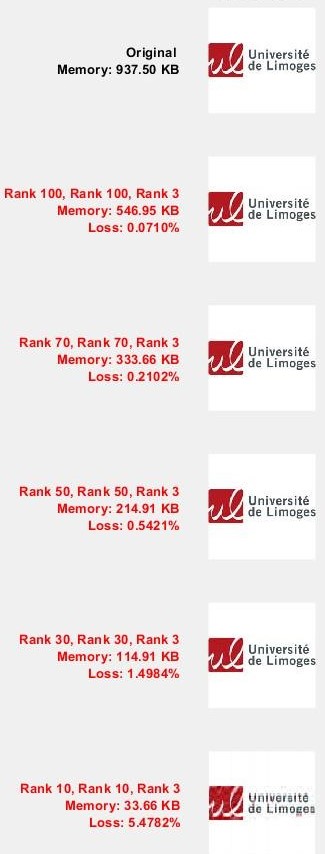 Original
Memory: 937.50 KB
ul Université
de Limoges
Rank 100, Rank 100, Rank 3
Memory: 546.95 KB
Loss: 0.0710%
ul Université
de Limoges
Rank 70, Rank 70, Rank 3
Memory: 333.66 KB
Loss: 0.2102%
ul Université
de Limoges
Rank 50, Rank 50, Rank 3
Memory: 214.91 KB
Loss: 0.5421%
ul Université
de Limoges
Rank 30, Rank 30, Rank 3
Memory: 114.91 KB
Loss: 1.4984%
ul Université
de Limoges
Rank 10, Rank 10, Rank 3
Memory: 33.66 KB
Loss: 5.4782%
ul Université
de Limoges